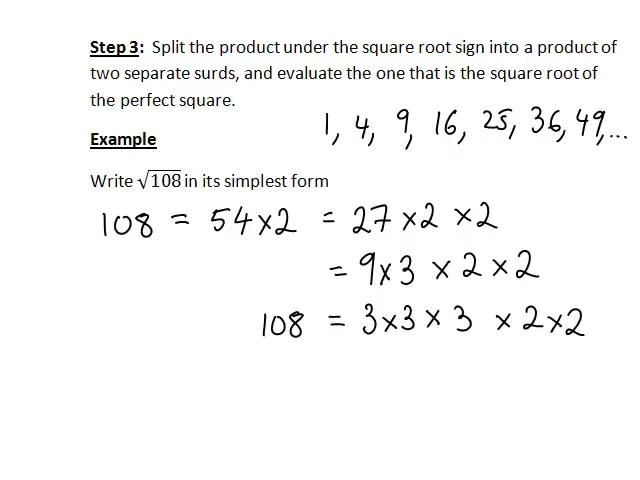 Step 3: Split the product under the square root sign into a product of
two separate surds, and evaluate the one that is the square root of
the perfect square.
1, 4, 9, 16, 25, 36, 49, ...
Example
Write √108 in its simplest form
108 = 54 × 2 = 27 × 2 × 2
= 9 × 3 × 2 × 2
108 = 3 × 3 × 3 × 2 × 2